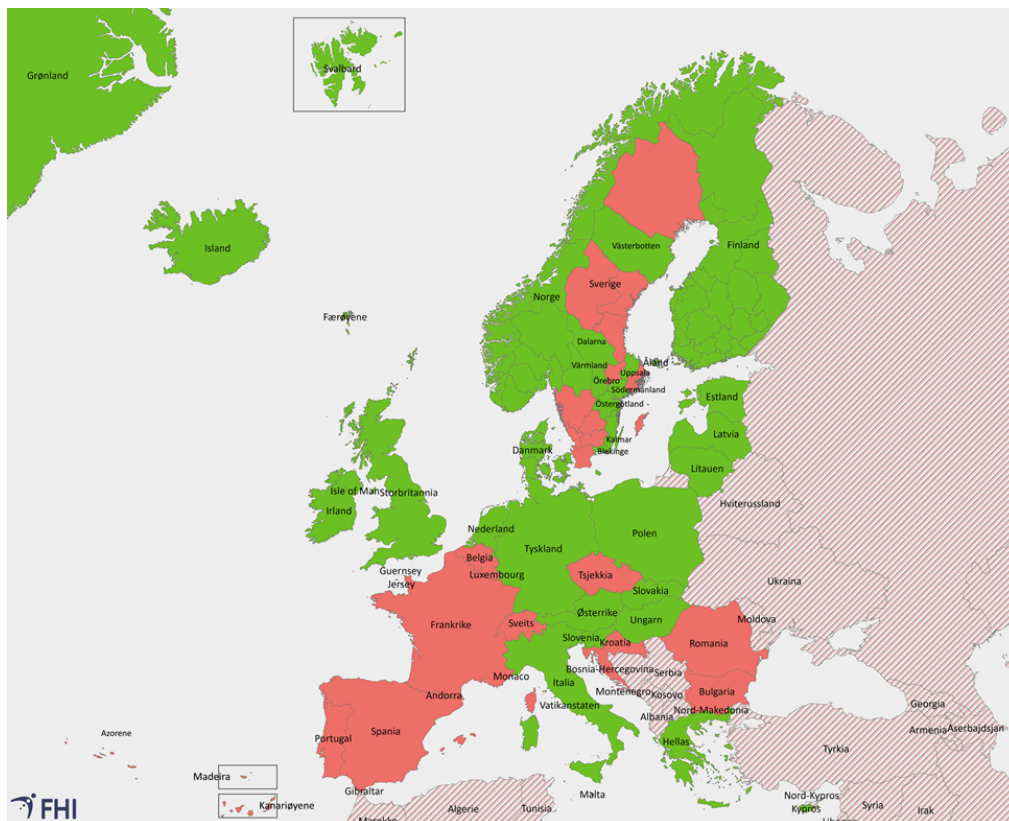 Grønland
Svalbard
Island
Færøyene
Västerbotten
Finland
Sverige
Norge
Dalarna
Värmland
Örebro
Uppsala
Åland
Södermanland
Östergötland
Estland
Kalmar
Blekinge
Danmark
Latvia
Litauen
Isle of Man
Storbritannia
Irland
Hviterussland
Nederland
Tyskland
Polen
Belgia
Guernsey
Jersey
Luxembourg
Tsjekkia
Slovakia
Ukraina
Østerrike
Ungarn
Moldova
Frankrike
Sveits
Slovenia
Kroatia
Romania
Bosnia-Hercegovina
Serbia
Monaco
Italia
Montenegro
Kosovo
Bulgaria
Andorra
Vatikanstaten
Albania
Nord-Makedonia
Georgia
Armenia
Aserbajdsjan
Azorene
Portugal
Spania
Hellas
Tyrkia
Madeira
Gibraltar
Malta
Nord-Kypros
Kypros
Kanariøyene
Algerie
Tunisia
Syria
Irak
FHI